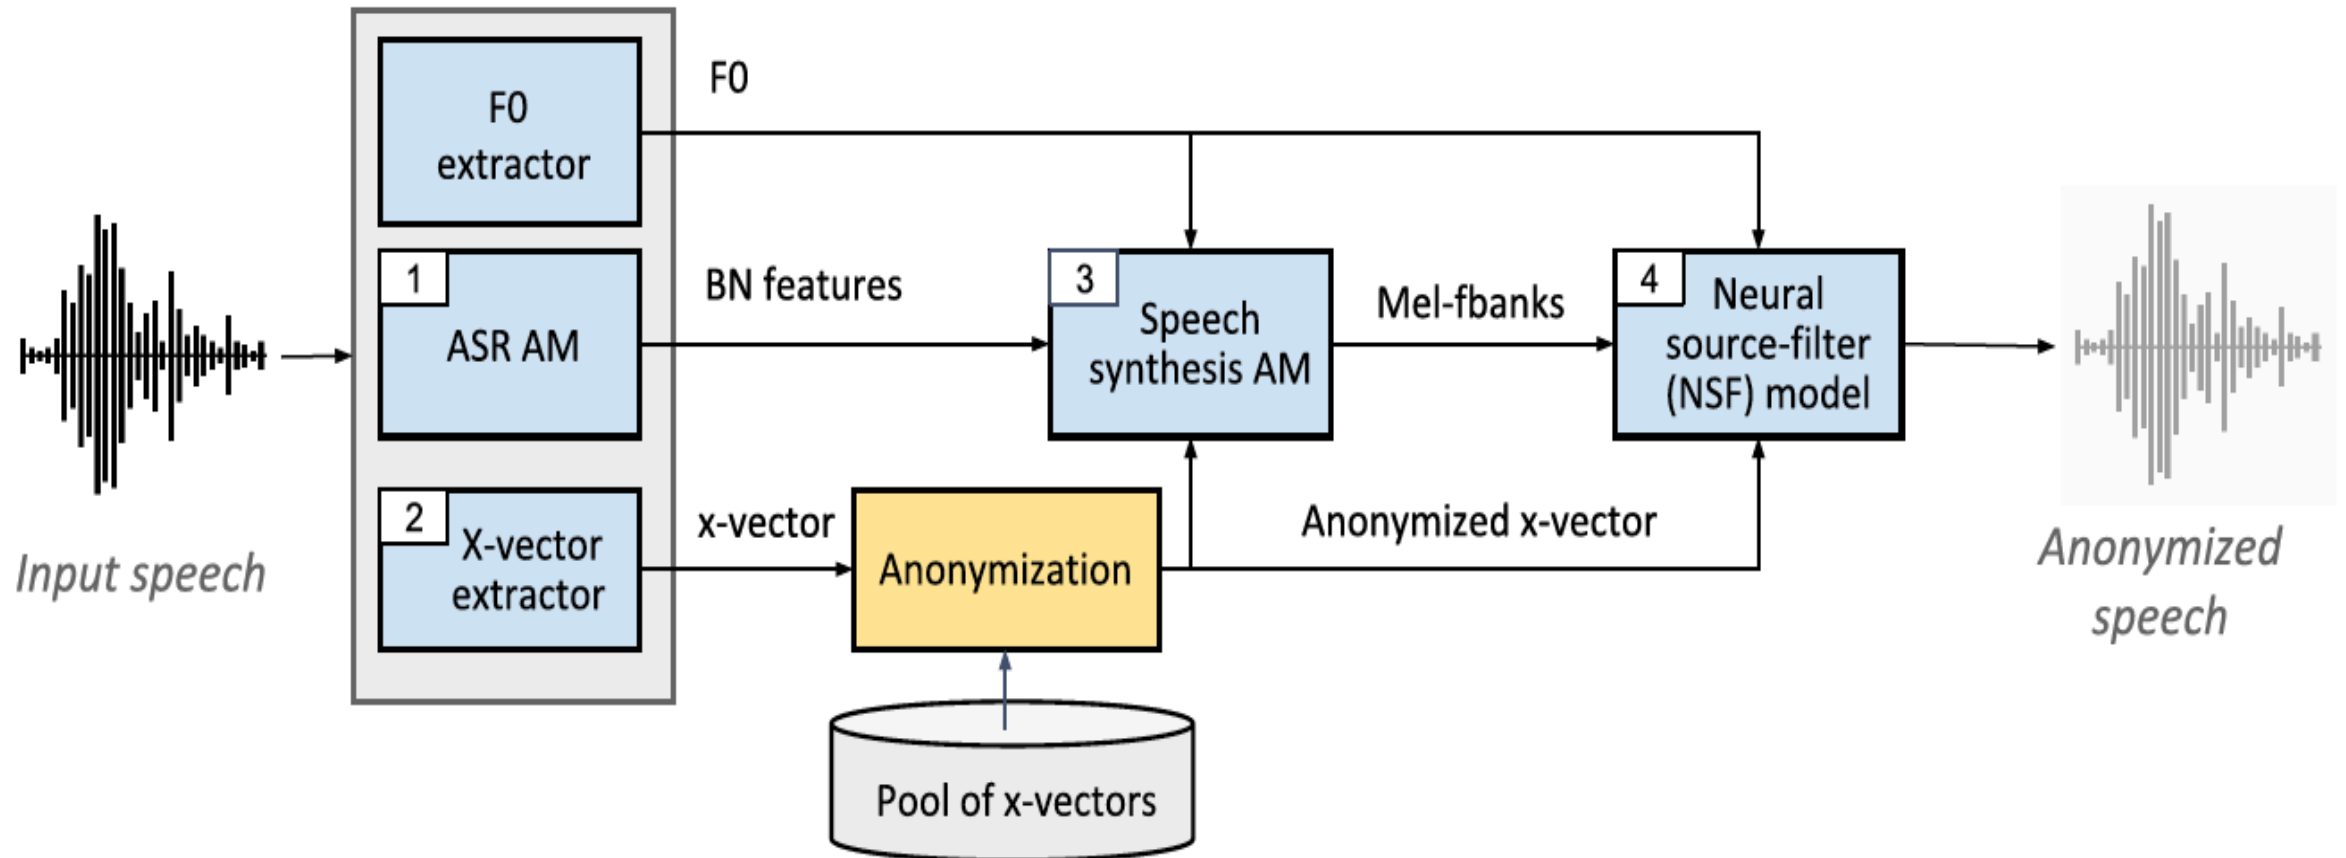 F0
extractor
F0
1
ASR AM
BN features
3
Speech
synthesis AM
Mel-fbanks
4
Neural
source-filter
(NSF) model
2
X-vector
extractor
x-vector
Anonymization
Anonymized x-vector
Input speech
Anonymized
speech
Pool of x-vectors